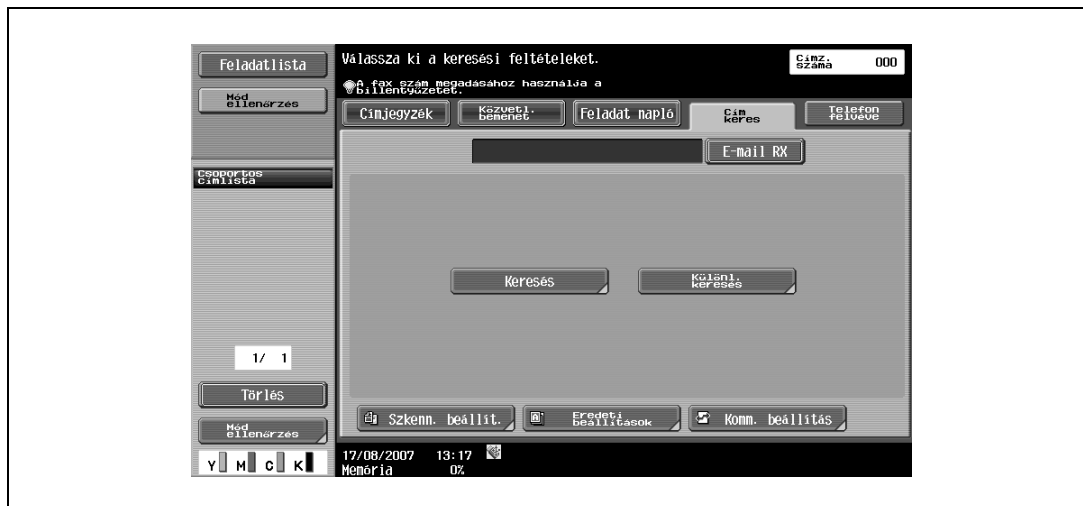 Feladatlista
Mód
ellenőrzés
Csoportos
címlista
1/ 1
Törlés
Mód
ellenőrzés
Y M C K
Válassza ki a keresési feltételeket.
A fax szám megadásához használja a
billentyűzetet.
Címz.
száma 000
Címjegyzék
Közvetl.
bemenet
Feladat napló
Cím
keres
Telefon
felvéve
E-mail RX
Keresés
Különl.
keresés
Szkenn. beállít.
Eredeti
beállítások
Komm. beállítás
17/08/2007 13:17
Memória 0%